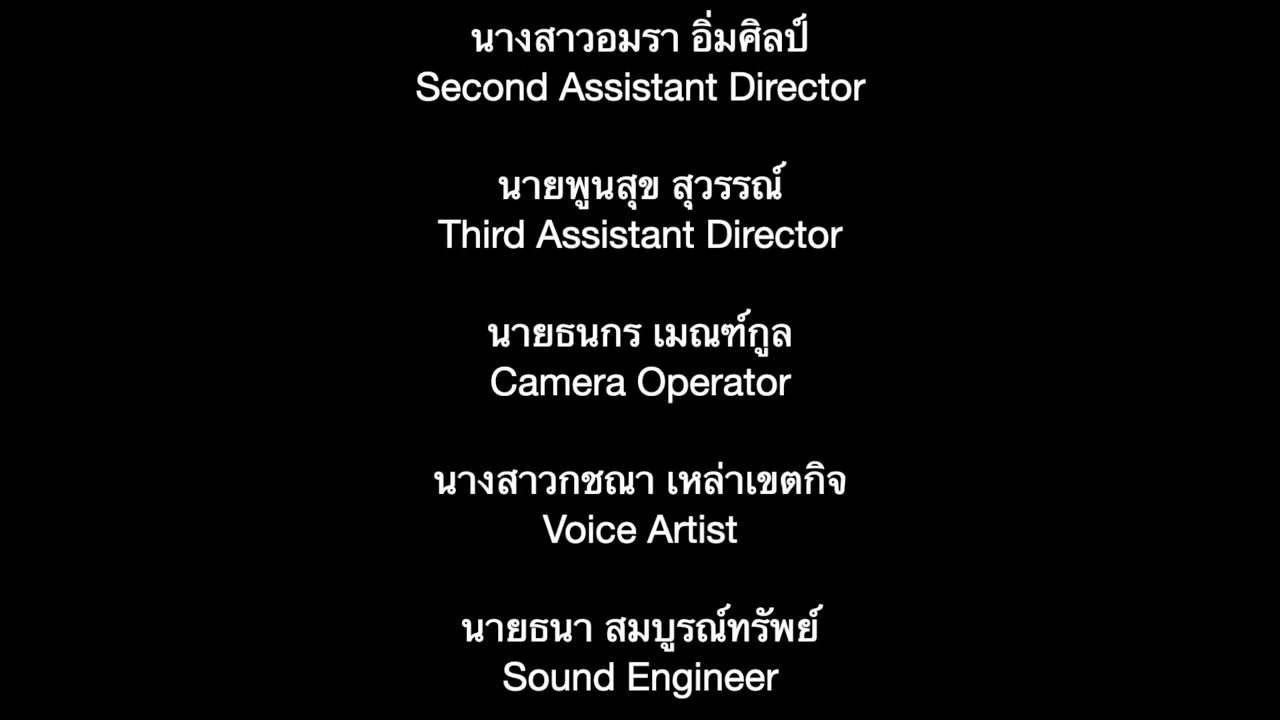 นางสาวอมรา อิ่มศิลป์
Second Assistant Director
นายพูนสุข สุวรรณ์
Third Assistant Director
นายธนกร เมณฑ์กูล
Camera Operator
นางสาวกชณา เหล่าเขตกิจ
Voice Artist
นายธนา สมบูรณ์ทรัพย์
Sound Engineer